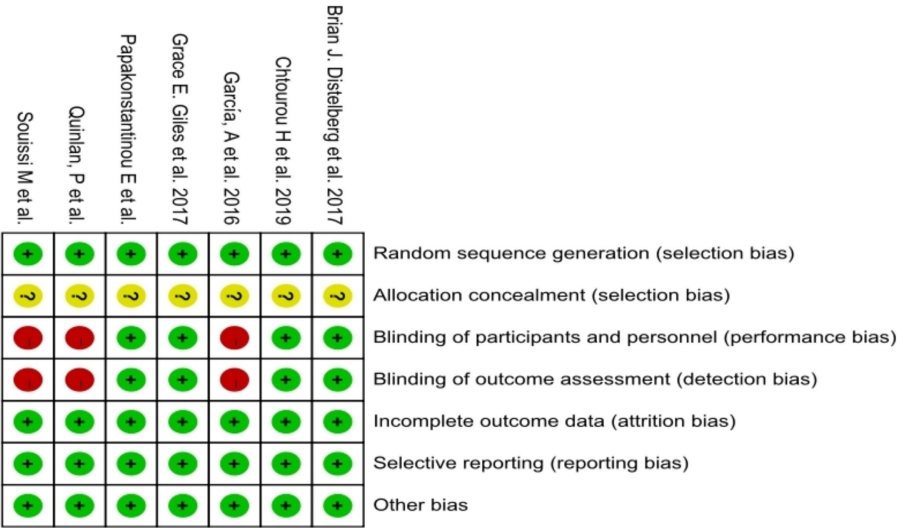 Brian J. Distelberg et al. 2017
Chtourou H et al. 2019
García, A et al. 2016
Grace E. Giles et al. 2017
Papakonstantinou E et al.
Quinlan, P et al.
Souissi M et al.
+ + + + + + + Random sequence generation (selection bias)
? ? ? ? ? ? ? Allocation concealment (selection bias)
- - + + - + + Blinding of participants and personnel (performance bias)
- - + + - + + Blinding of outcome assessment (detection bias)
+ + + + + + + Incomplete outcome data (attrition bias)
+ + + + + + + Selective reporting (reporting bias)
+ + + + + + + Other bias